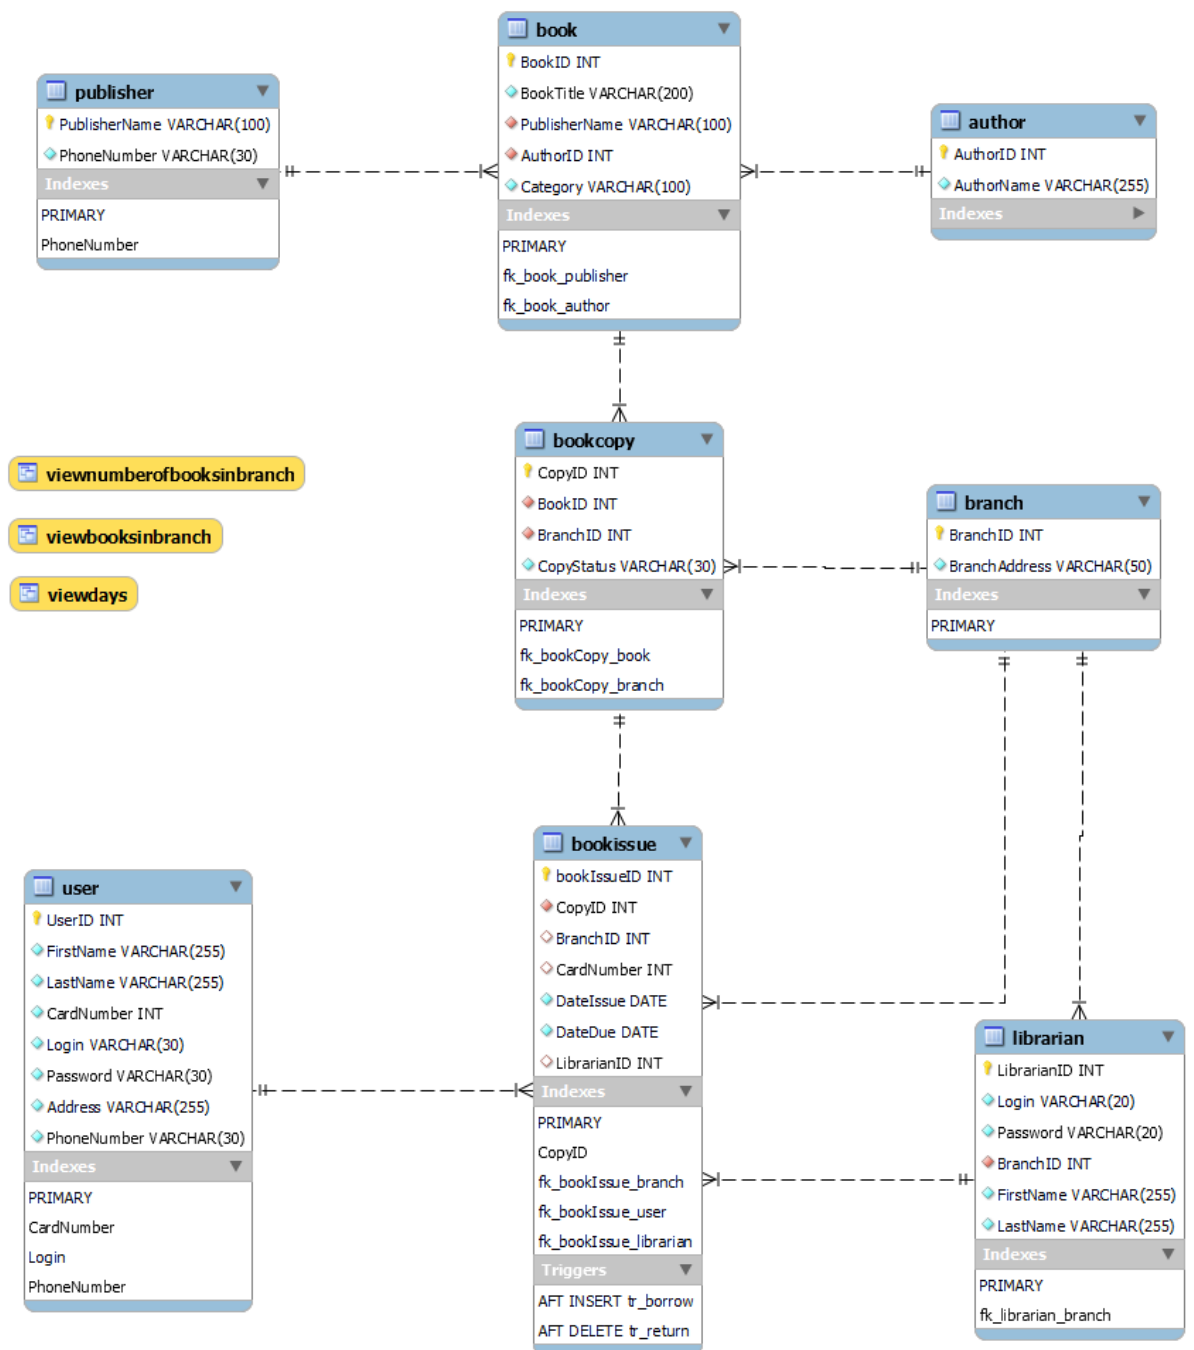 book
BookID INT
BookTitle VARCHAR(200)
PublisherName VARCHAR(100)
AuthorID INT
Category VARCHAR(100)
Indexes
PRIMARY
fk_book_publisher
fk_book_author
publisher
PublisherName VARCHAR(100)
PhoneNumber VARCHAR(30)
Indexes
PRIMARY
PhoneNumber
author
AuthorID INT
AuthorName VARCHAR(255)
Indexes
bookcopy
CopyID INT
BookID INT
BranchID INT
CopyStatus VARCHAR(30)
Indexes
PRIMARY
fk_bookCopy_book
fk_bookCopy_branch
viewnumberofbooksinbranch
viewbooksinbranch
viewdays
branch
BranchID INT
BranchAddress VARCHAR(50)
Indexes
PRIMARY
bookissue
bookIssueID INT
CopyID INT
BranchID INT
CardNumber INT
DateIssue DATE
DateDue DATE
LibrarianID INT
Indexes
PRIMARY
CopyID
fk_bookIssue_branch
fk_bookIssue_user
fk_bookIssue_librarian
Triggers
AFT INSERT tr_borrow
AFT DELETE tr_return
user
UserID INT
FirstName VARCHAR(255)
LastName VARCHAR(255)
CardNumber INT
Login VARCHAR(30)
Password VARCHAR(30)
Address VARCHAR(255)
PhoneNumber VARCHAR(30)
Indexes
PRIMARY
CardNumber
Login
PhoneNumber
librarian
LibrarianID INT
Login VARCHAR(20)
Password VARCHAR(20)
BranchID INT
FirstName VARCHAR(255)
LastName VARCHAR(255)
Indexes
PRIMARY
fk_librarian_branch